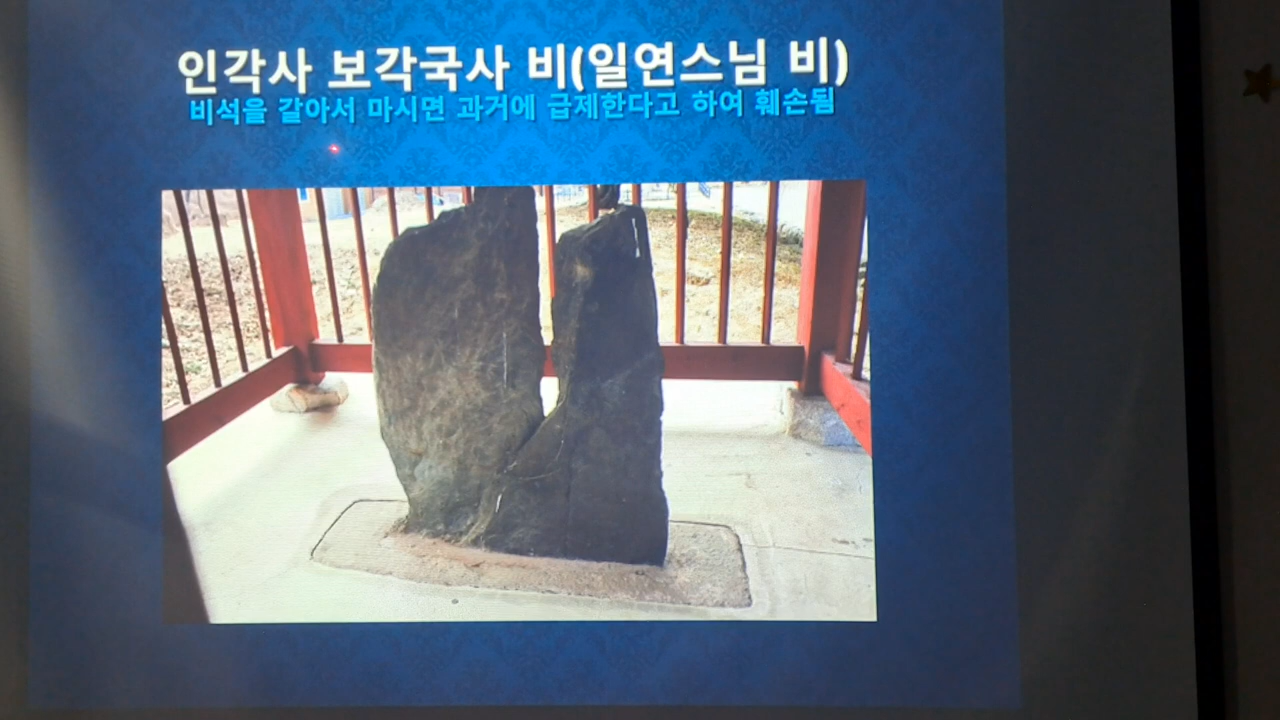 인각사 보각국사 비(일연스님 비)
비석을 갈아서 마시면 과거에 급제한다고 하여 훼손됨